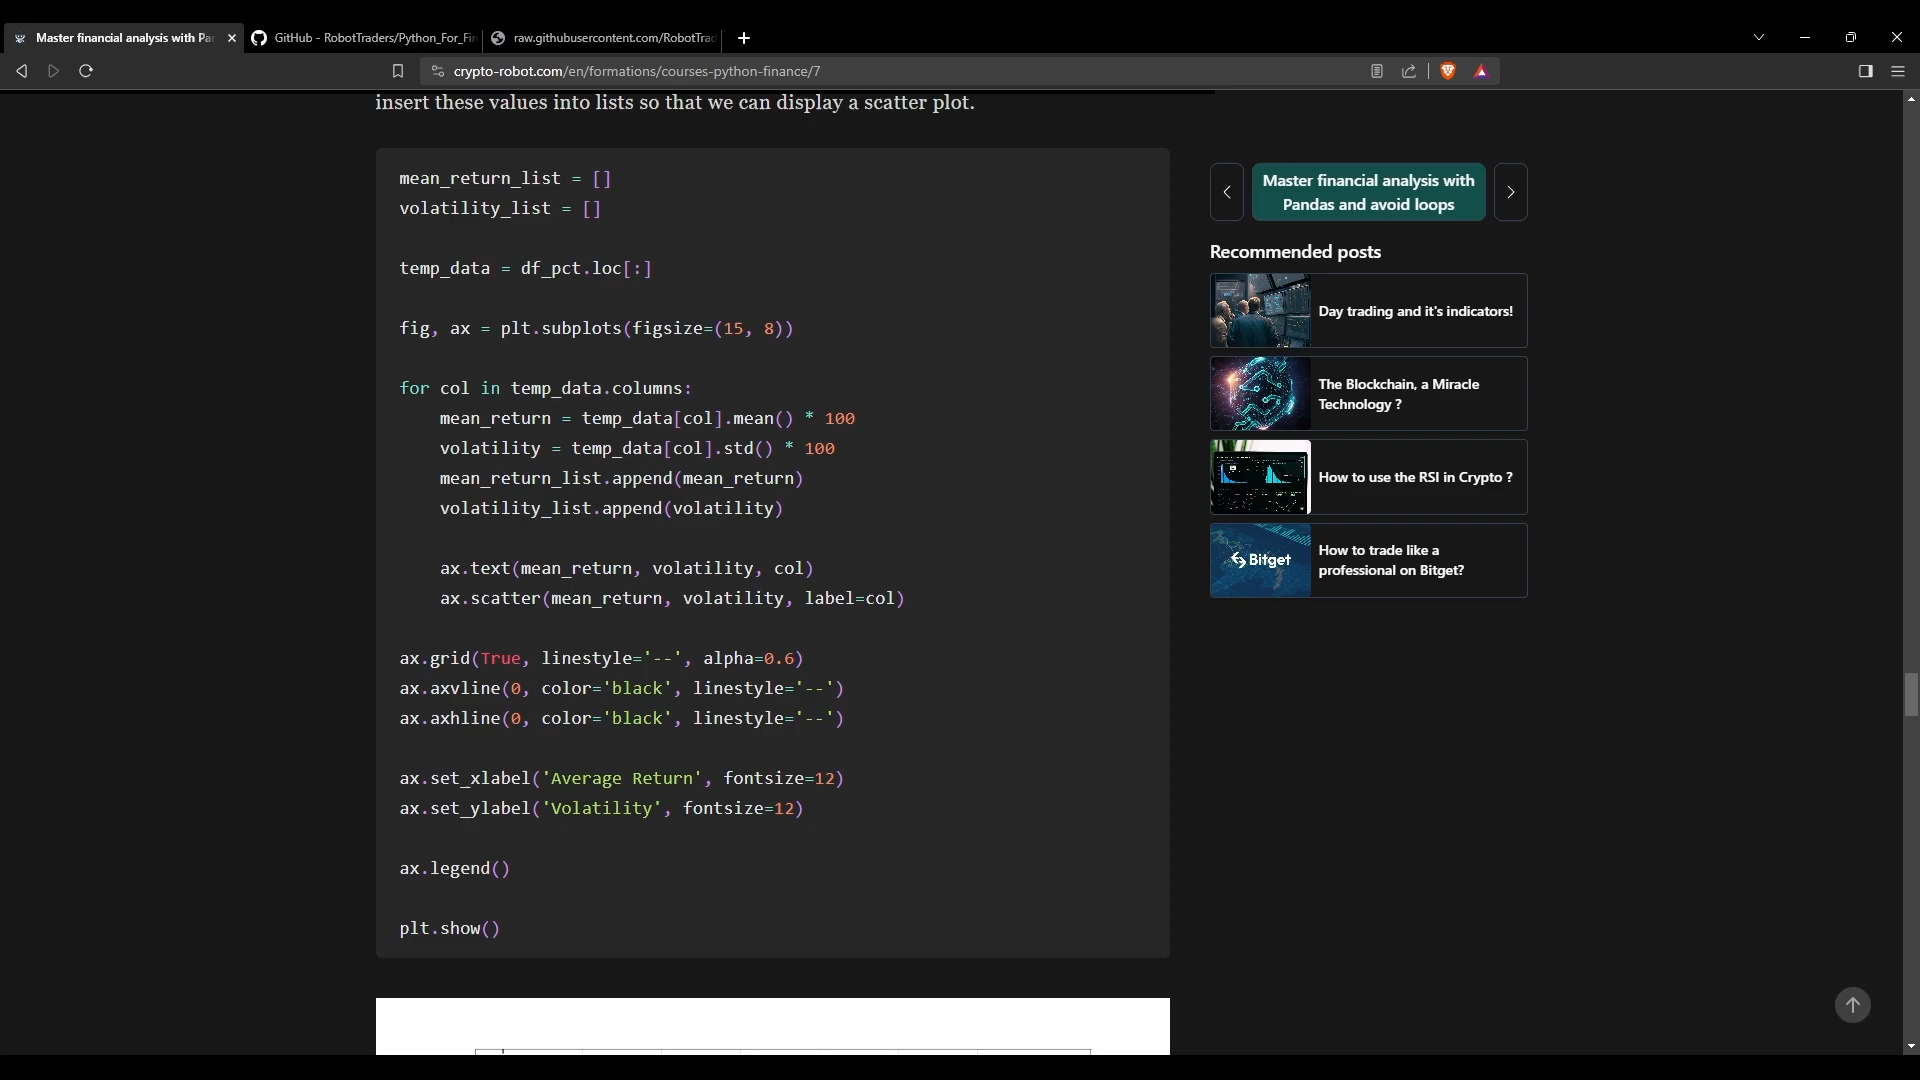 Master financial analysis with Pa
GitHub - RobotTraders/Python_For_Fin
raw.githubusercontent.com/RobotTrad
crypto-robot.com/en/formations/courses-python-finance/7
insert these values into lists so that we can display a scatter plot.
mean_return_list = []
volatility_list = []
temp_data = df_pct.loc[:]
fig, ax = plt.subplots(figsize=(15, 8))
for col in temp_data.columns:
    mean_return = temp_data[col].mean() * 100
    volatility = temp_data[col].std() * 100
    mean_return_list.append(mean_return)
    volatility_list.append(volatility)
    ax.text(mean_return, volatility, col)
    ax.scatter(mean_return, volatility, label=col)
ax.grid(True, linestyle='--', alpha=0.6)
ax.axvline(0, color='black', linestyle='--')
ax.axhline(0, color='black', linestyle='--')
ax.set_xlabel('Average Return', fontsize=12)
ax.set_ylabel('Volatility', fontsize=12)
ax.legend()
plt.show()
Master financial analysis with
Pandas and avoid loops
Recommended posts
Day trading and it's indicators!
The Blockchain, a Miracle
Technology ?
How to use the RSI in Crypto ?
Bitget
How to trade like a
professional on Bitget?